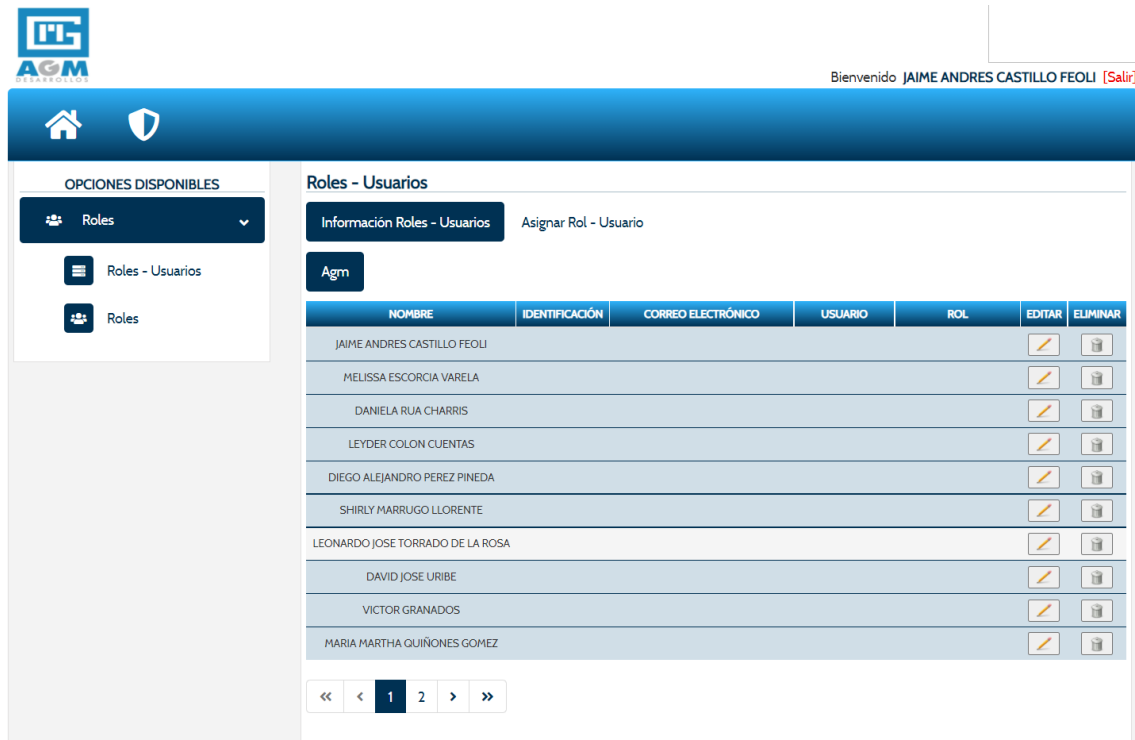 AGM
DESARROLLOS
Bienvenido JAIME ANDRES CASTILLO FEOLI [Salir]
OPCIONES DISPONIBLES
Roles
Roles - Usuarios
Roles
Roles - Usuarios
Información Roles - Usuarios Asignar Rol - Usuario
Agm
NOMBRE IDENTIFICACIÓN CORREO ELECTRÓNICO USUARIO ROL EDITAR ELIMINAR
JAIME ANDRES CASTILLO FEOLI
MELISSA ESCORCIA VARELA
DANIELA RUA CHARRIS
LEYDER COLON CUENTAS
DIEGO ALEJANDRO PEREZ PINEDA
SHIRLY MARRUGO LLORENTE
LEONARDO JOSE TORRADO DE LA ROSA
DAVID JOSE URIBE
VICTOR GRANADOS
MARIA MARTHA QUIÑONES GOMEZ
« ‹ 1 2 › »